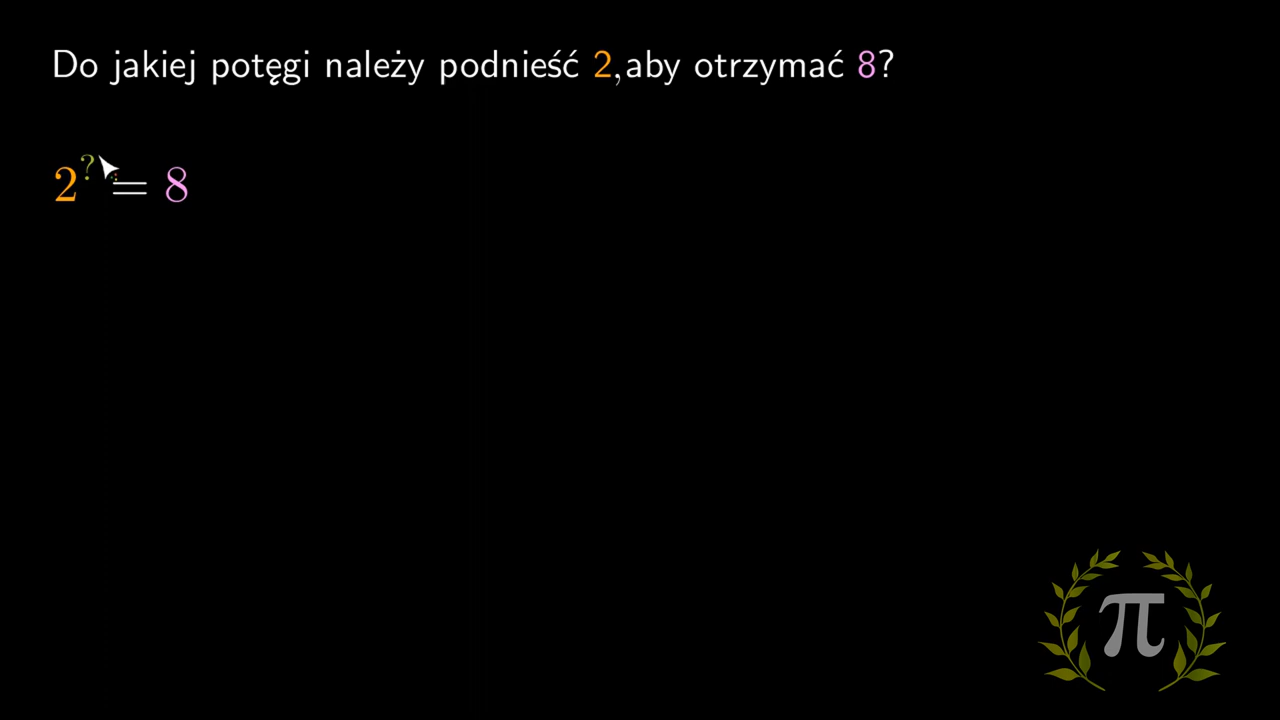 Do jakiej potęgi należy podnieść 2,aby otrzymać 8?
2^? = 8
π